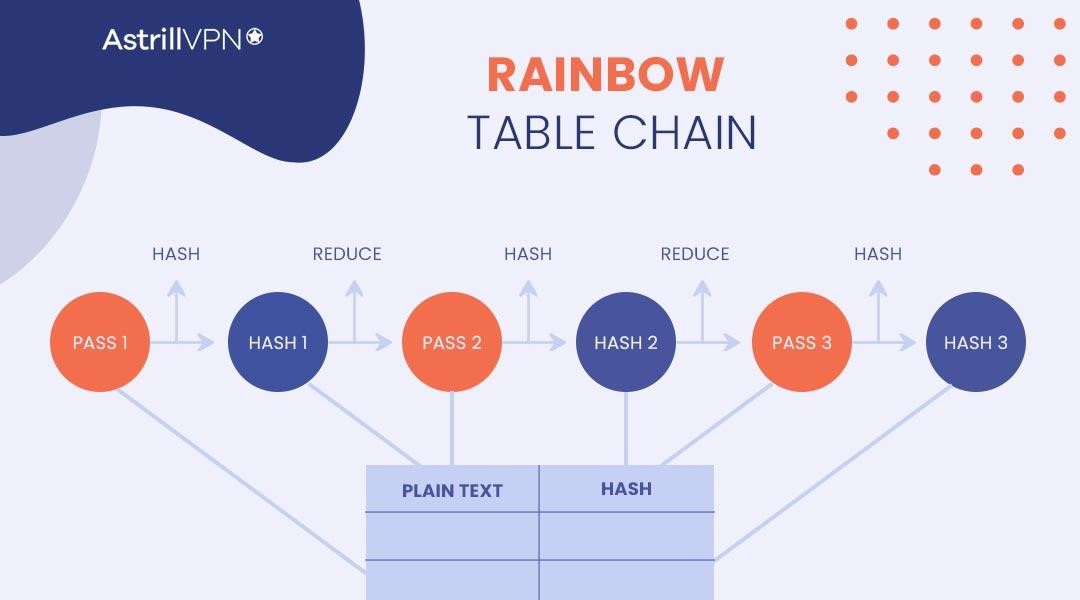 AstrillVPN
RAINBOW
TABLE CHAIN
HASH
REDUCE
HASH
REDUCE
HASH
PASS 1
HASH 1
PASS 2
HASH 2
PASS 3
HASH 3
PLAIN TEXT
HASH